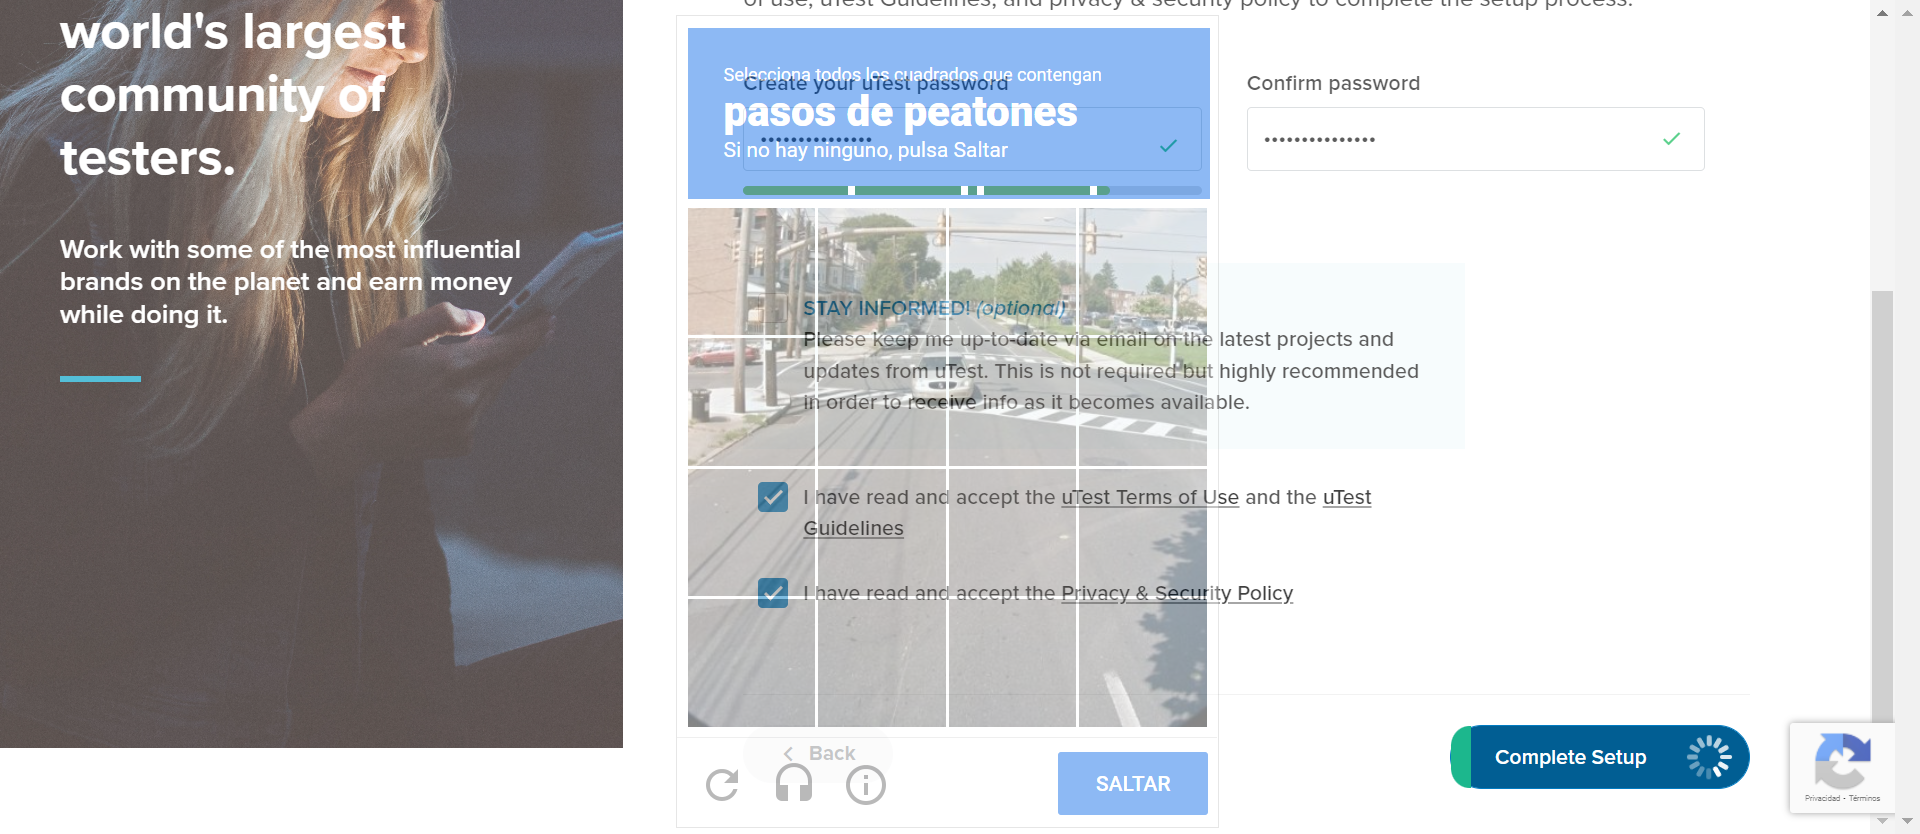 world's largest
community of
testers.
Work with some of the most influential
brands on the planet and earn money
while doing it.
of use, uTest Guidelines, and privacy & security policy to complete the setup process.
Selecciona todos los cuadrados que contengan
Create your uTest password
pasos de peatones
Si no hay ninguno, pulsa Saltar
•••••••••••••••
Confirm password
•••••••••••••••
STAY INFORMED! (optional)
Please keep me up-to-date via email on the latest projects and
updates from uTest. This is not required but highly recommended
in order to receive info as it becomes available.
I have read and accept the uTest Terms of Use and the uTest
Guidelines
I have read and accept the Privacy & Security Policy
Back
SALTAR
Complete Setup
Privacidad - Términos